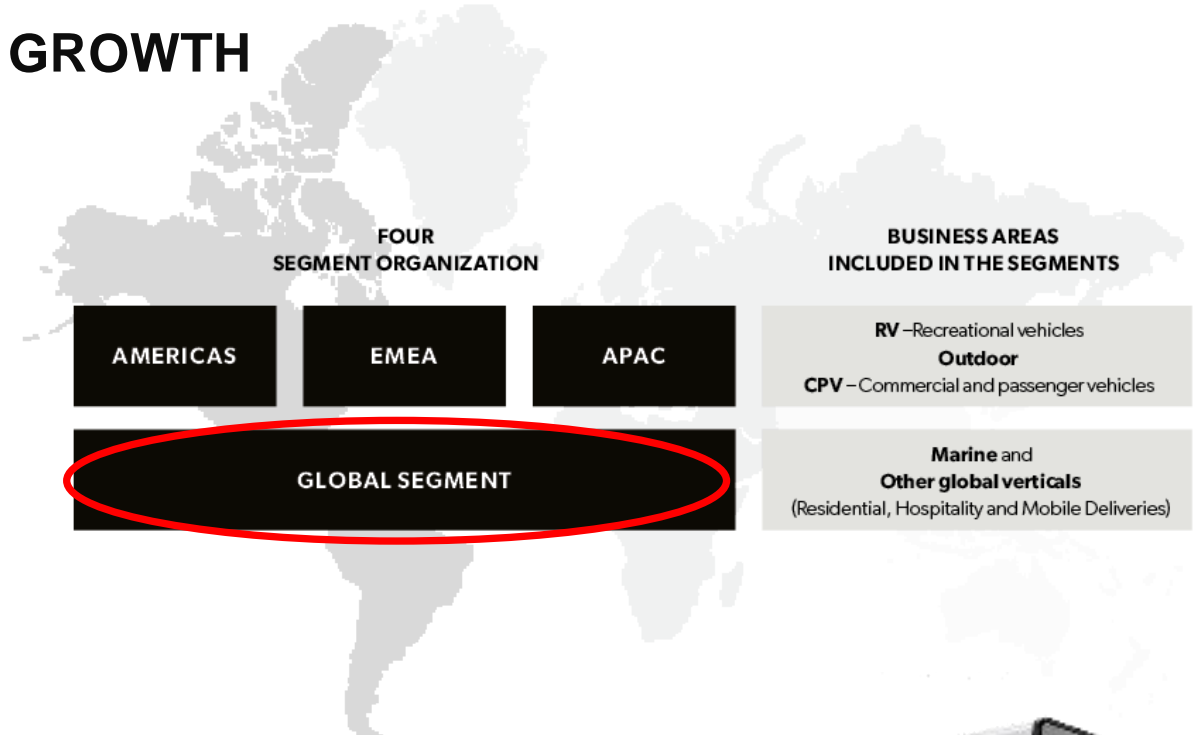 GROWTH
FOUR
SEGMENT ORGANIZATION
BUSINESS AREAS
INCLUDED IN THE SEGMENTS
AMERICAS
EMEA
APAC
RV –Recreational vehicles
Outdoor
CPV – Commercial and passenger vehicles
GLOBAL SEGMENT
Marine and
Other global verticals
(Residential, Hospitality and Mobile Deliveries)